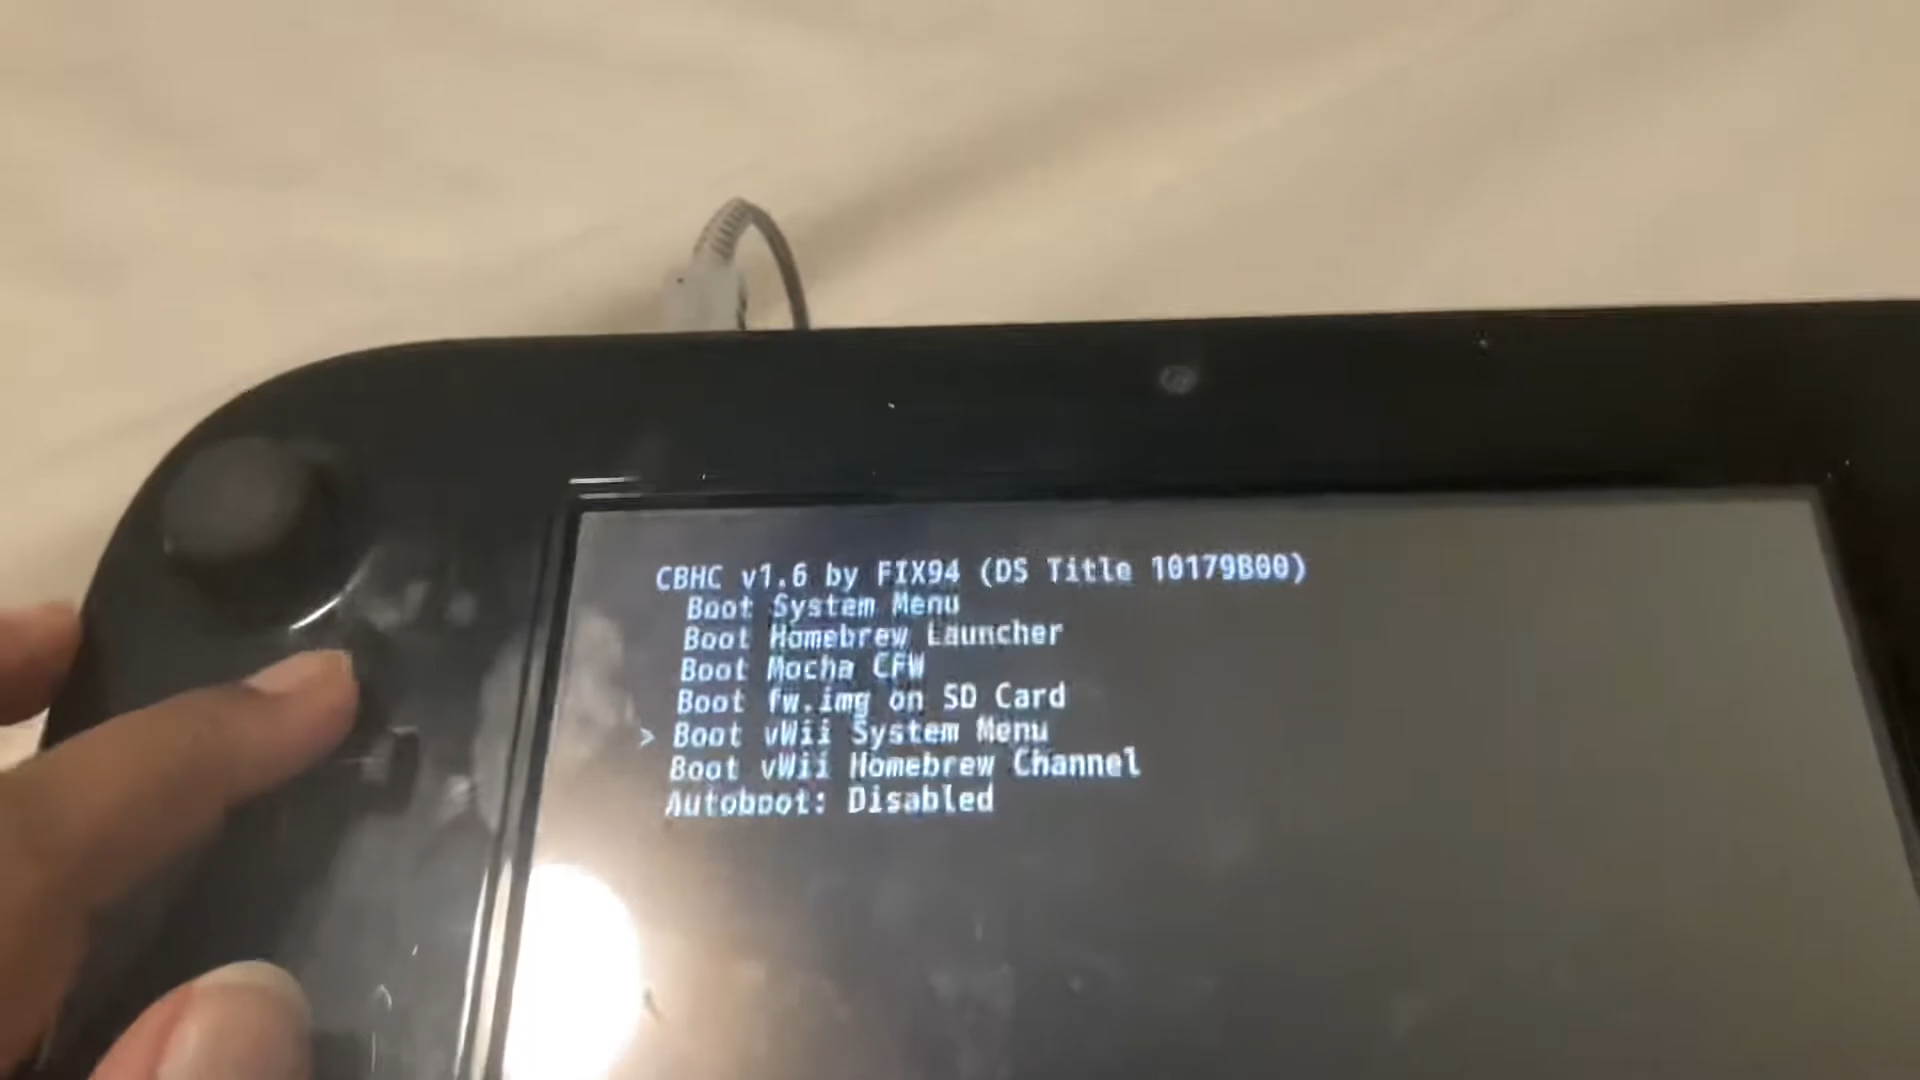 CBHC v1.6 by FIX94 (DS Title 10179B00)
Boot System Menu
Boot Homebrew Launcher
Boot Mocha CFW
Boot fw.img on SD Card
> Boot vWii System Menu
Boot vWii Homebrew Channel
Autoboot: Disabled